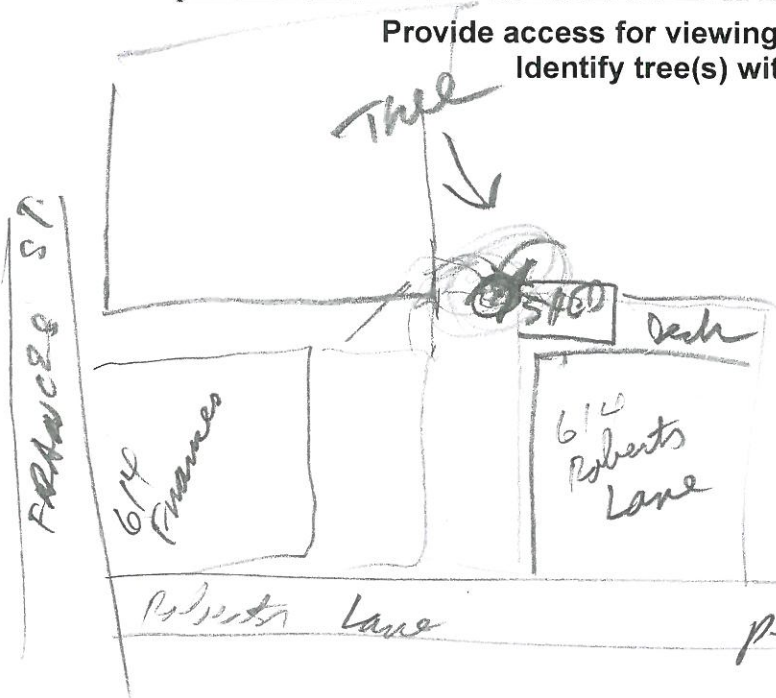 Provide access for viewing
Identify tree(s) wit
Tree
FRANCES ST.
SHED
Deck
614
Frances
610
Roberts
Lane
Roberts Lane